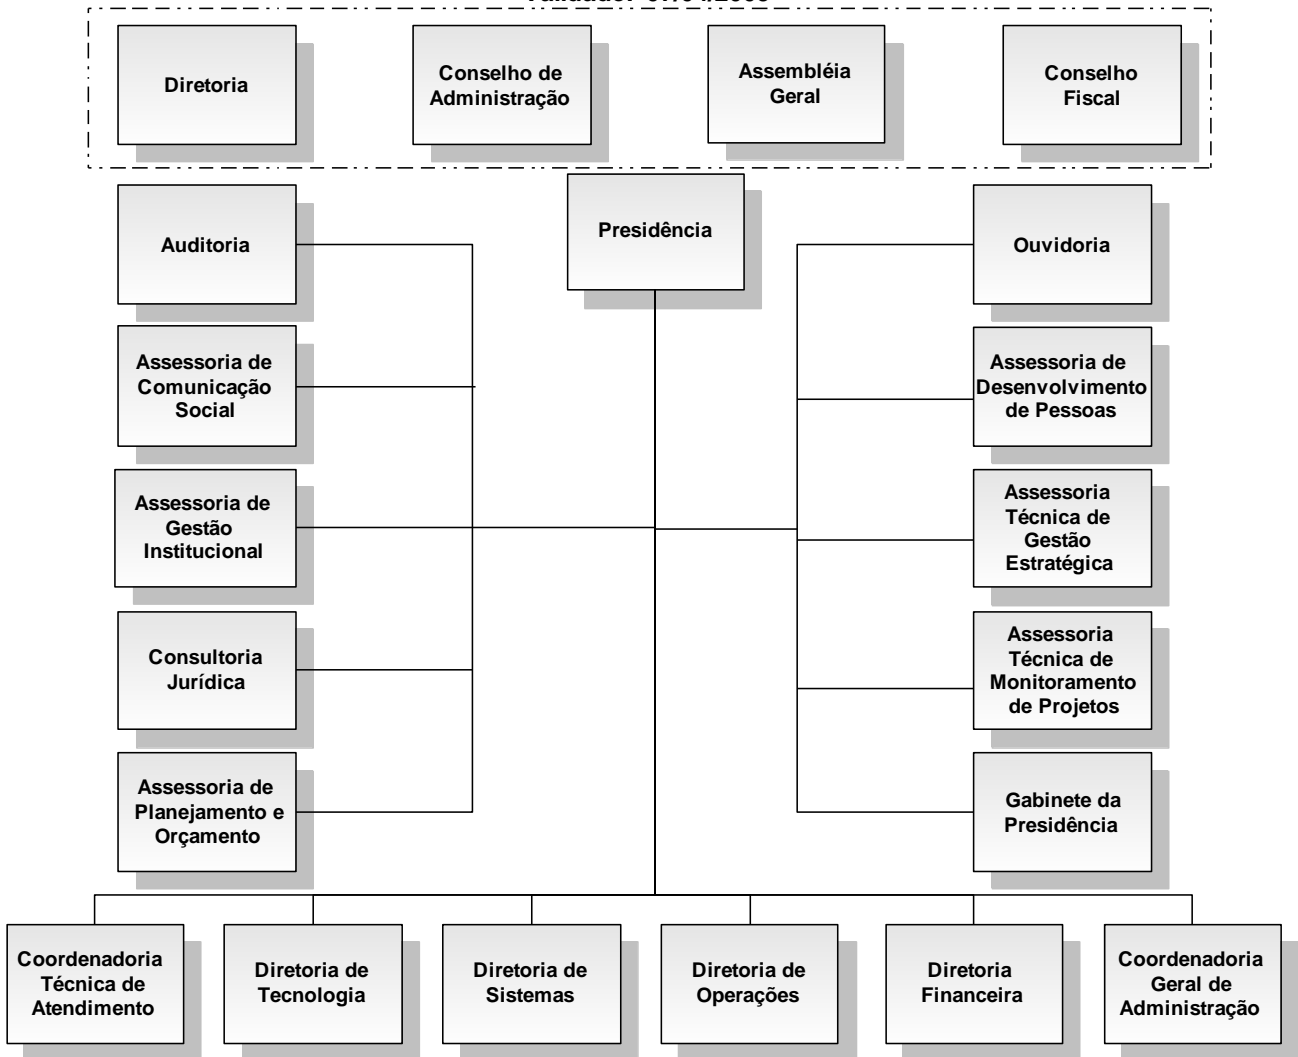 Diretoria
Conselho de
Administração
Assembléia
Geral
Conselho
Fiscal
Presidência
Auditoria
Ouvidoria
Assessoria de
Comunicação
Social
Assessoria de
Desenvolvimento
de Pessoas
Assessoria de
Gestão
Institucional
Assessoria
Técnica de
Gestão
Estratégica
Consultoria
Jurídica
Assessoria
Técnica de
Monitoramento
de Projetos
Assessoria de
Planejamento e
Orçamento
Gabinete da
Presidência
Coordenadoria
Técnica de
Atendimento
Diretoria de
Tecnologia
Diretoria de
Sistemas
Diretoria de
Operações
Diretoria
Financeira
Coordenadoria
Geral de
Administração